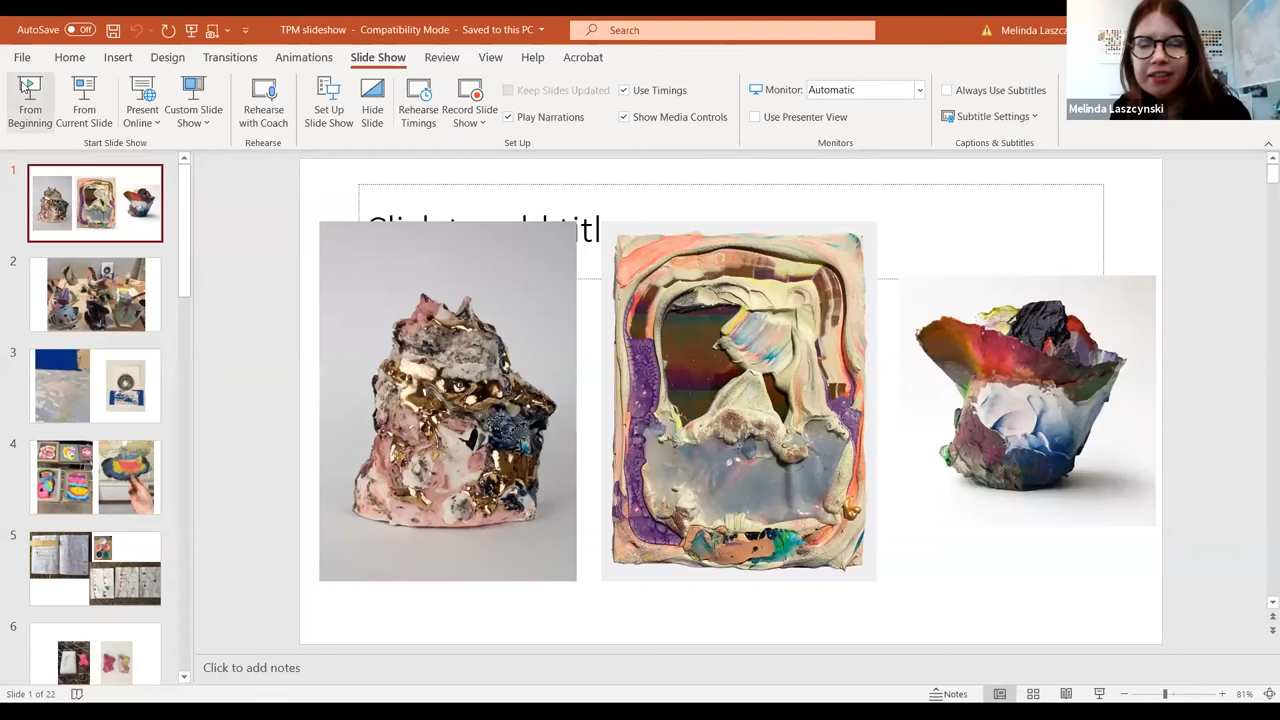 AutoSave Off TPM slideshow - Compatibility Mode - Saved to this PC Search Melinda Laszc
File Home Insert Design Transitions Animations Slide Show Review View Help Acrobat
From Beginning
From Current Slide
Present Online
Custom Slide Show
Start Slide Show
Rehearse with Coach
Rehearse
Set Up Slide Show
Hide Slide
Rehearse Timings
Record Slide Show
Keep Slides Updated
Use Timings
Play Narrations
Show Media Controls
Set Up
Monitor: Automatic
Use Presenter View
Monitors
Always Use Subtitles
Subtitle Settings
Captions & Subtitles
Melinda Laszcynski
1
2
3
4
5
6
Click to add notes
Slide 1 of 22 Notes 81%